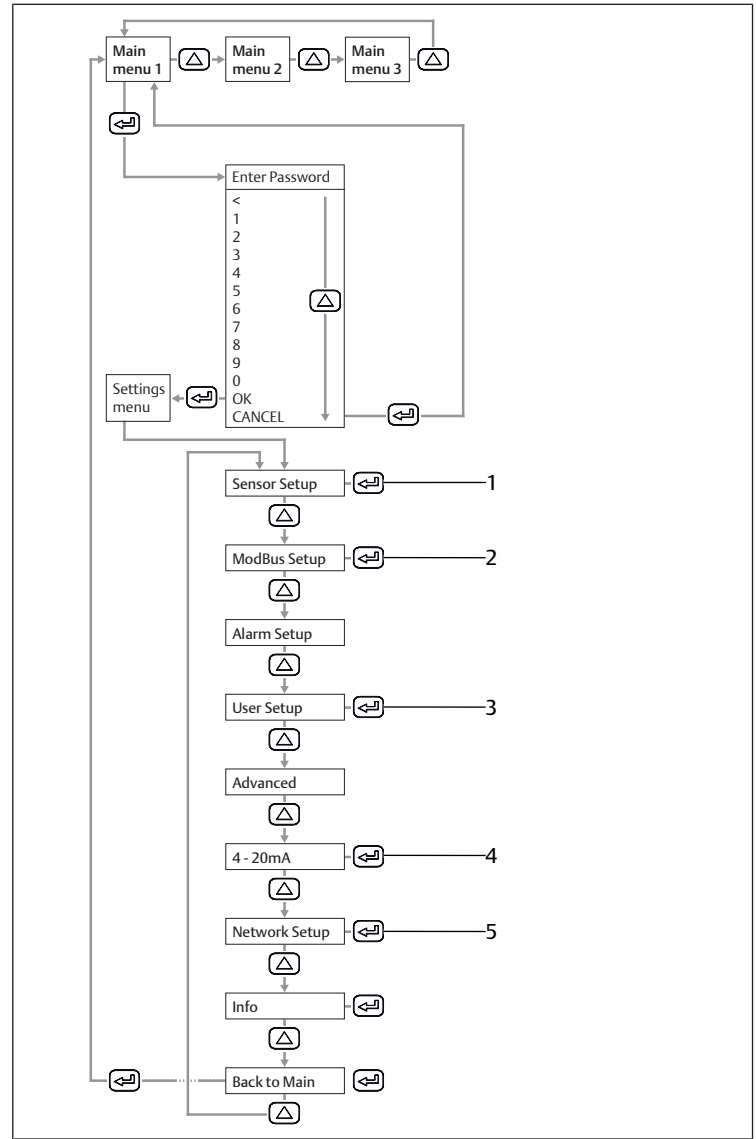 Main
menu 1
Main
menu 2
Main
menu 3
Enter Password
<
1
2
3
4
5
6
7
8
9
0
OK
CANCEL
Settings
menu
Sensor Setup
1
ModBus Setup
2
Alarm Setup
User Setup
3
Advanced
4 - 20mA
4
Network Setup
5
Info
Back to Main